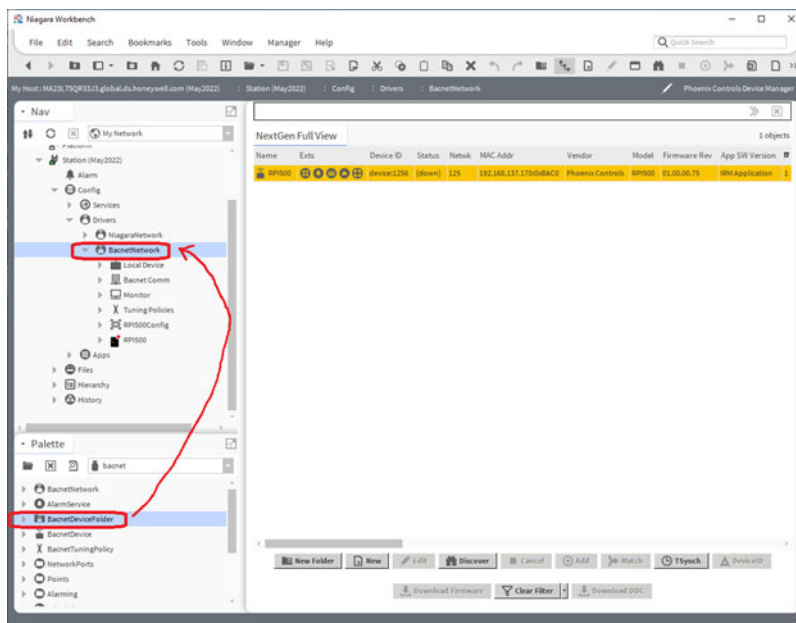 Niagara Workbench
File Edit Search Bookmarks Tools Window Manager Help
Quick Search
My Host: MA23LTSQR33J3.global.ds.honeywell.com (May2022) : Station (May2022) : Config : Drivers : BacnetNetwork
Phoenix Controls Device Manager
Nav
My Network
Platform
Station (May2022)
Alarm
Config
Services
Drivers
NiagaraNetwork
BacnetNetwork
Local Device
Bacnet Comm
Monitor
Tuning Policies
RPI500Config
RPI500
Apps
Files
Hierarchy
History
Palette
bacnet
BacnetNetwork
AlarmService
BacnetDeviceFolder
BacnetDevice
BacnetTuningPolicy
NetworkPorts
Points
Alarming
NextGen Full View 1 objects
Name Exts Device ID Status Netwk MAC Addr Vendor Model Firmware Rev App SW Version
RPI500 device:1256 {down} 125 192.168.137.170:0xBAC0 Phoenix Controls RPI500 01.00.00.75 IRM Application
New Folder New Edit Discover Cancel Add Match TSynch DeviceID
Download Firmware Clear Filter Download DDC